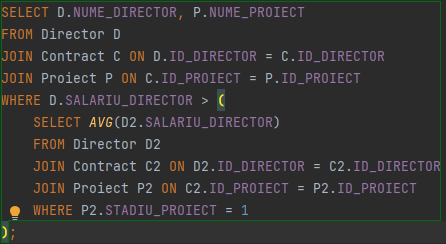 SELECT D.NUME_DIRECTOR, P.NUME_PROIECT
FROM Director D
JOIN Contract C ON D.ID_DIRECTOR = C.ID_DIRECTOR
JOIN Proiect P ON C.ID_PROIECT = P.ID_PROIECT
WHERE D.SALARIU_DIRECTOR > (
    SELECT AVG(D2.SALARIU_DIRECTOR)
    FROM Director D2
    JOIN Contract C2 ON D2.ID_DIRECTOR = C2.ID_DIRECTOR
    JOIN Proiect P2 ON C2.ID_PROIECT = P2.ID_PROIECT
    WHERE P2.STADIU_PROIECT = 1
);